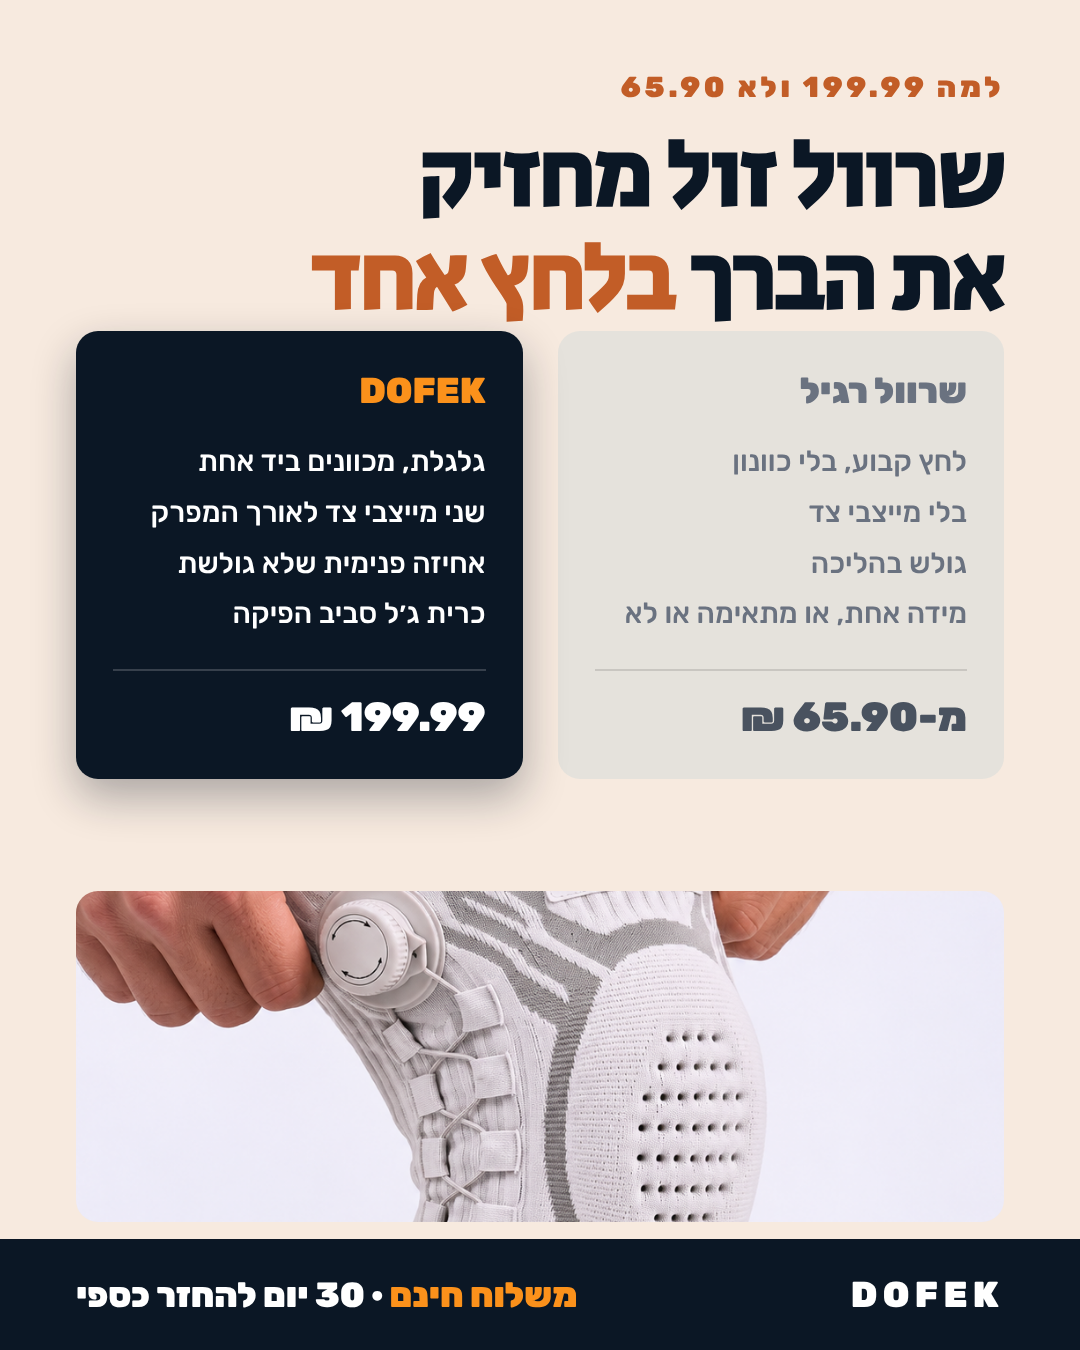 למה 199.99 ולא 65.90
שרוול זול מחזיק
את הברך בלחץ אחד
שרוול רגיל
לחץ קבוע, בלי כוונון
בלי מייצבי צד
גולש בהליכה
מידה אחת, או מתאימה או לא
מ-65.90 ₪
DOFEK
גלגלת, מכוונים ביד אחת
שני מייצבי צד לאורך המפרק
אחיזה פנימית שלא גולשת
כרית ג׳ל סביב הפיקה
199.99 ₪
DOFEK
משלוח חינם • 30 יום להחזר כספי